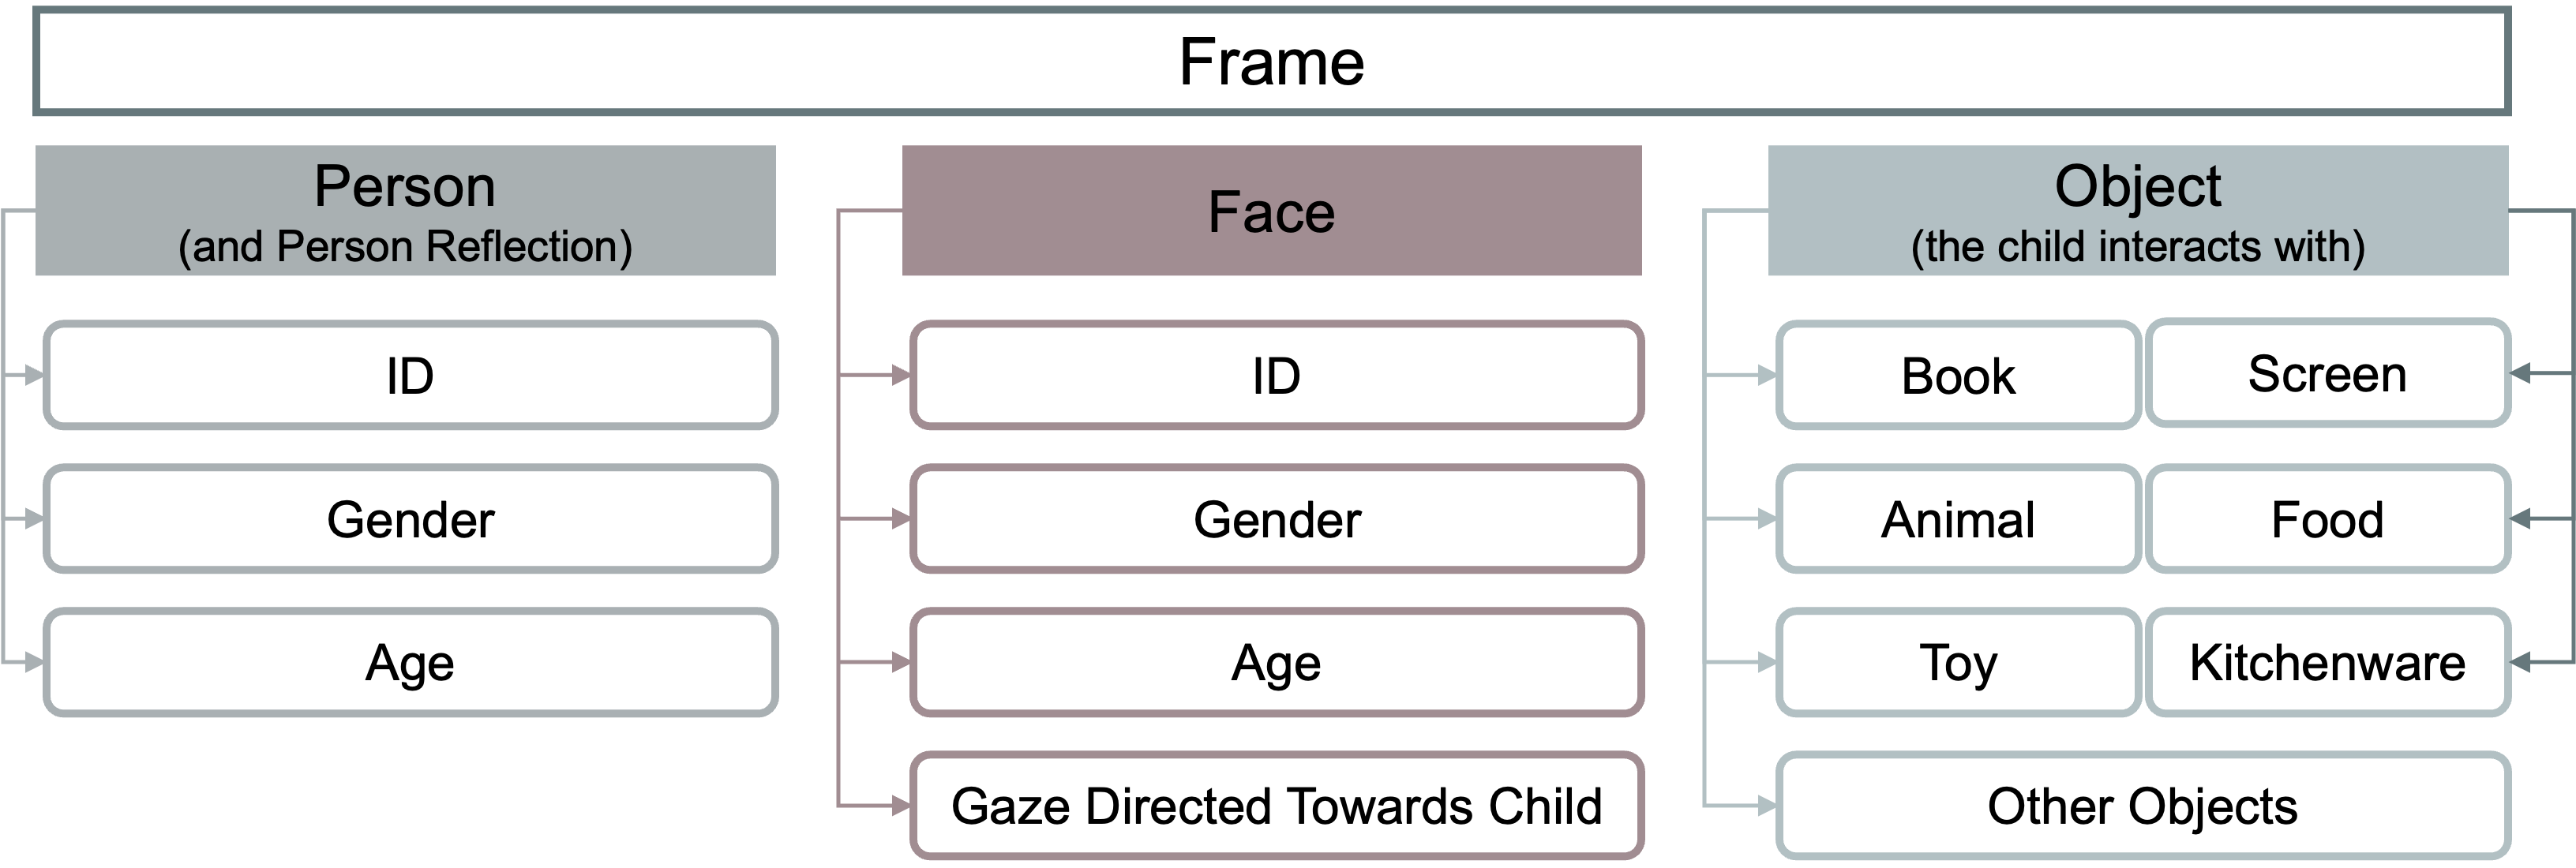 Frame
Person
(and Person Reflection)
ID
Gender
Age
Face
ID
Gender
Age
Gaze Directed Towards Child
Object
(the child interacts with)
Book
Screen
Animal
Food
Toy
Kitchenware
Other Objects